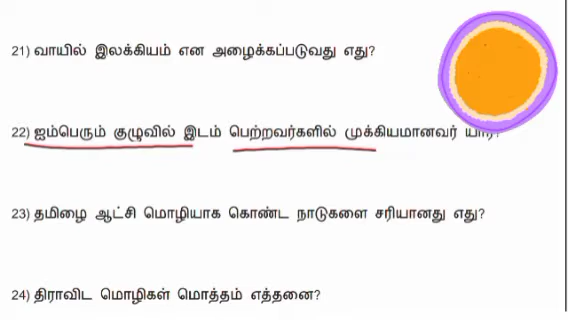 21) வாயில் இலக்கியம் என அழைக்கப்படுவது எது?
22) ஐம்பெரும் குழுவில் இடம் பெற்றவர்களில் முக்கியமானவர் யார்?
23) தமிழை ஆட்சி மொழியாக கொண்ட நாடுகளை சரியானது எது?
24) திராவிட மொழிகள் மொத்தம் எத்தனை?